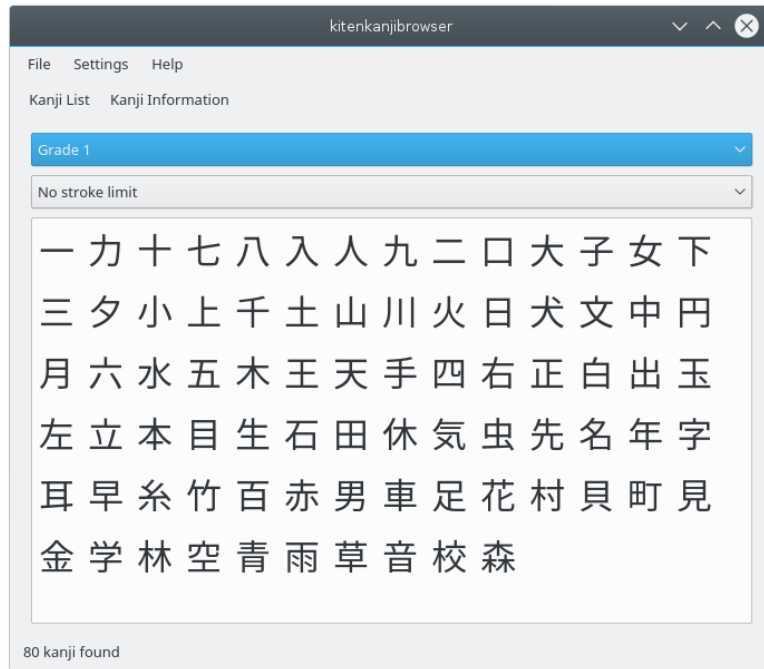 kitenkanjibrowser
File Settings Help
Kanji List Kanji Information
Grade 1
No stroke limit
一 力 十 七 八 入 人 九 二 口 大 子 女 下
三 夕 小 上 千 土 山 川 火 日 犬 文 中 円
月 六 水 五 木 王 天 手 四 右 正 白 出 玉
左 立 本 目 生 石 田 休 気 虫 先 名 年 字
耳 早 糸 竹 百 赤 男 車 足 花 村 貝 町 見
金 学 林 空 青 雨 草 音 校 森
80 kanji found